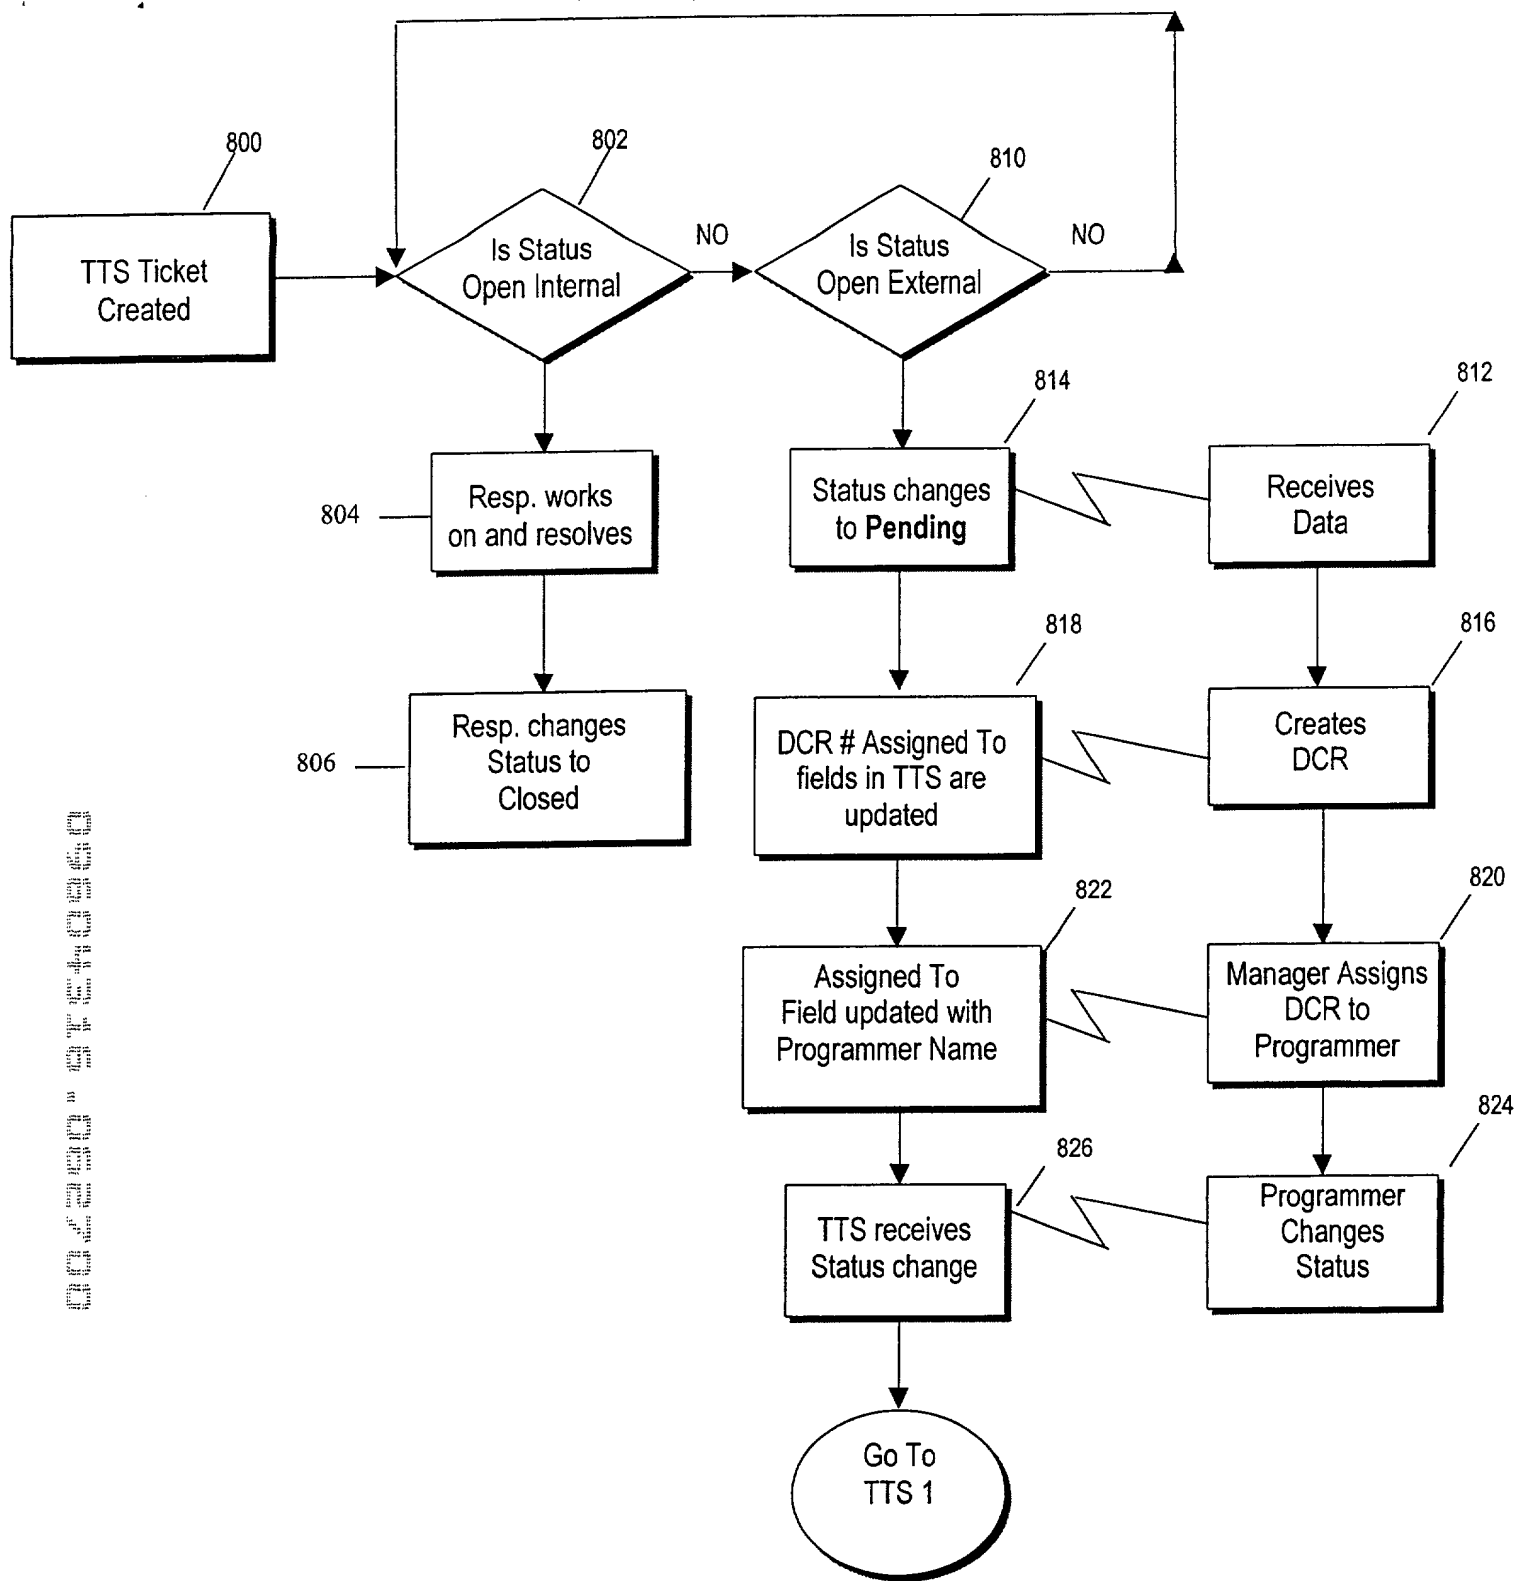 800
802
810
TTS Ticket
Created
Is Status
Open Internal
NO
Is Status
Open External
NO
814
812
804
Resp. works
on and resolves
Status changes
to Pending
Receives
Data
818
816
806
Resp. changes
Status to
Closed
DCR # Assigned To
fields in TTS are
updated
Creates
DCR
822
820
Assigned To
Field updated with
Programmer Name
Manager Assigns
DCR to
Programmer
826
824
TTS receives
Status change
Programmer
Changes
Status
Go To
TTS 1
09604316.062700